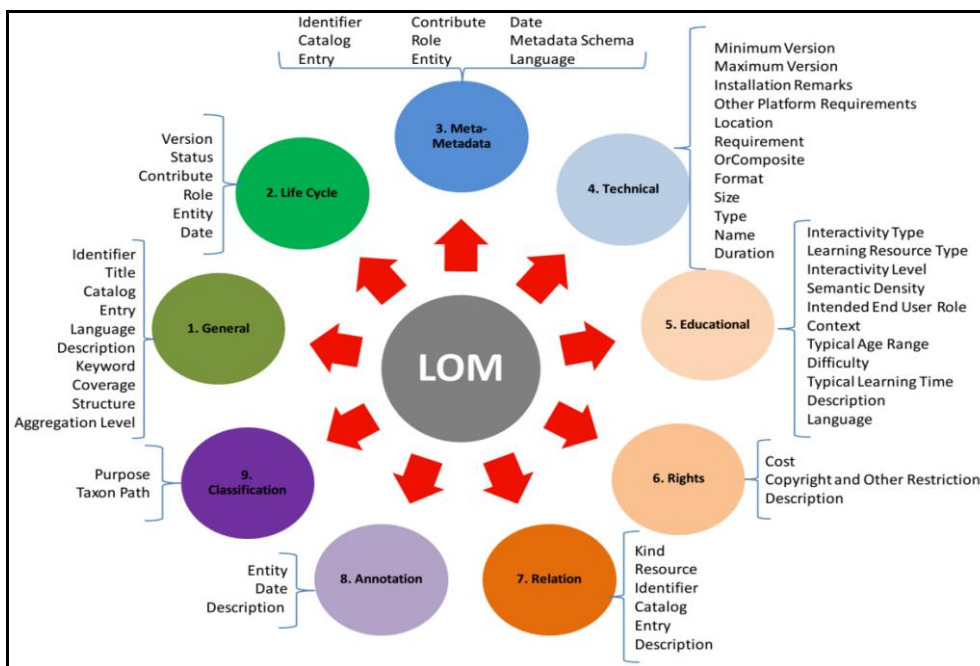 Identifier
Catalog
Entry
Contribute
Role
Entity
Date
Metadata Schema
Language
3. Meta-
Metadata
Version
Status
Contribute
Role
Entity
Date
2. Life Cycle
Minimum Version
Maximum Version
Installation Remarks
Other Platform Requirements
Location
Requirement
OrComposite
Format
Size
Type
Name
Duration
4. Technical
Identifier
Title
Catalog
Entry
Language
Description
Keyword
Coverage
Structure
Aggregation Level
1. General
LOM
5. Educational
Interactivity Type
Learning Resource Type
Interactivity Level
Semantic Density
Intended End User Role
Context
Typical Age Range
Difficulty
Typical Learning Time
Description
Language
Purpose
Taxon Path
9.
Classification
6. Rights
Cost
Copyright and Other Restriction
Description
Entity
Date
Description
8. Annotation
7. Relation
Kind
Resource
Identifier
Catalog
Entry
Description